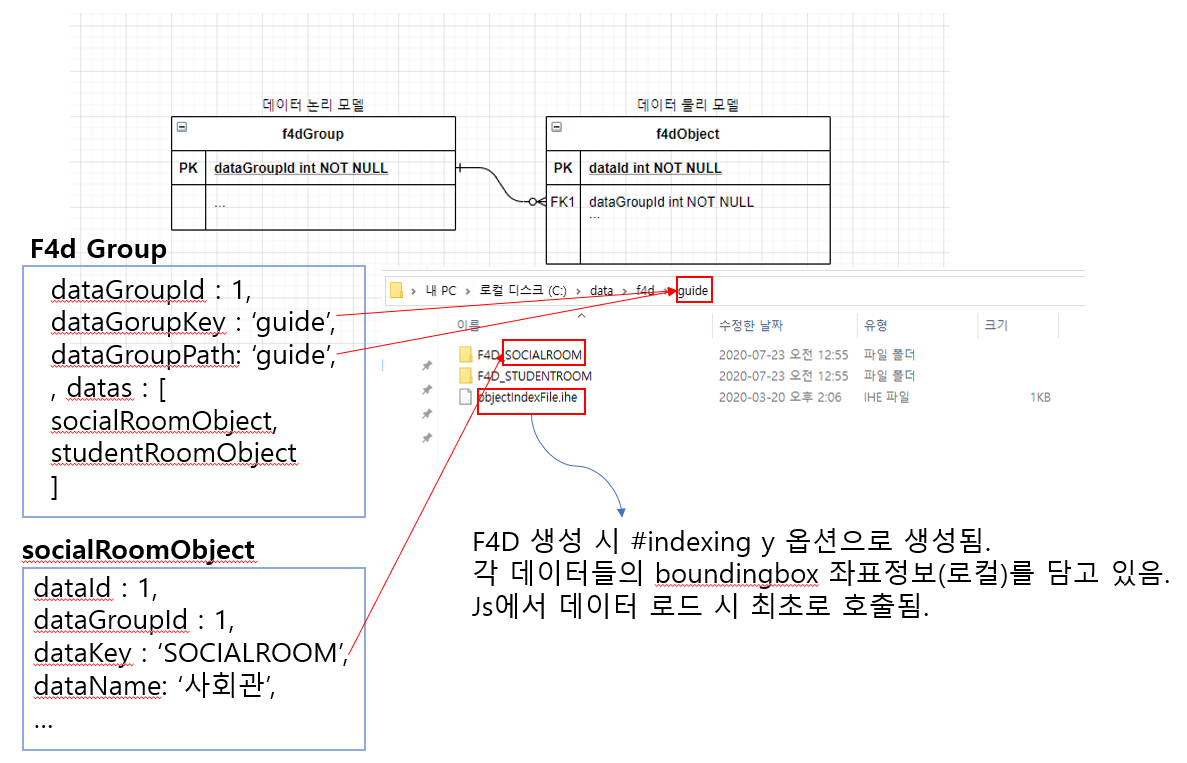 데이터 논리 모델
데이터 물리 모델
f4dGroup
PK dataGroupId int NOT NULL
...
f4dObject
PK dataId int NOT NULL
FK1 dataGroupId int NOT NULL
...
F4d Group
dataGroupId : 1,
dataGorupKey : ‘guide’,
dataGroupPath: ‘guide’,
, datas : [
socialRoomObject,
studentRoomObject
]
내 PC > 로컬 디스크 (C:) > data > f4d > guide
이름 수정한 날짜 유형 크기
F4D_SOCIALROOM 2020-07-23 오전 12:55 파일 폴더
F4D_STUDENTROOM 2020-07-23 오전 12:55 파일 폴더
objectIndexFile.ihe 2020-03-20 오후 2:06 IHE 파일 1KB
F4D 생성 시 #indexing y 옵션으로 생성됨.
각 데이터들의 boundingbox 좌표정보(로컬)를 담고 있음.
Js에서 데이터 로드 시 최초로 호출됨.
socialRoomObject
dataId : 1,
dataGroupId : 1,
dataKey : ‘SOCIALROOM’,
dataName: ‘사회관’,
...